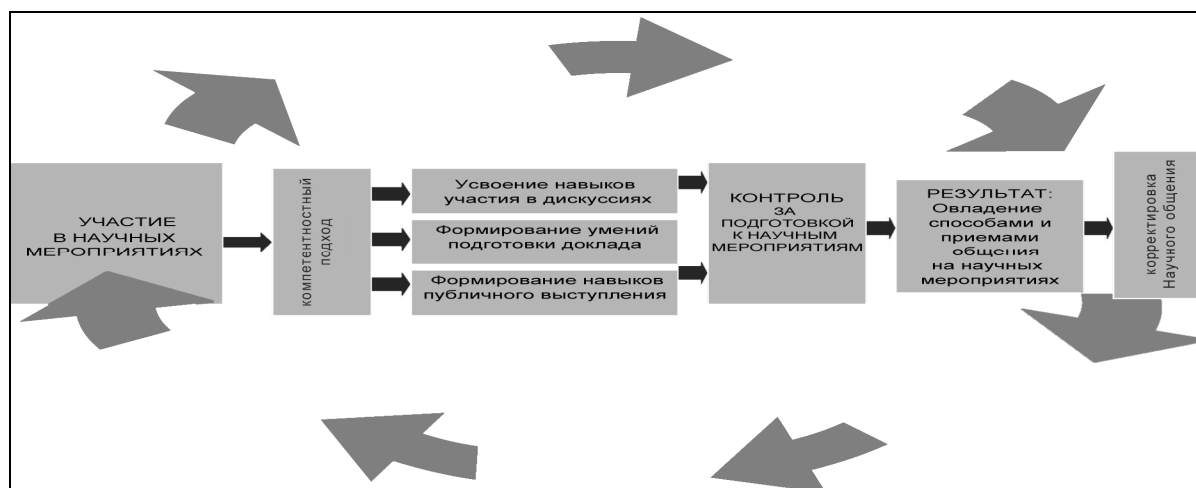 УЧАСТИЕ
В НАУЧНЫХ
МЕРОПРИЯТИЯХ
компетентностный
подход
Усвоение навыков
участия в дискуссиях
Формирование умений
подготовки доклада
Формирование навыков
публичного выступления
КОНТРОЛЬ
ЗА
ПОДГОТОВКОЙ
К НАУЧНЫМ
МЕРОПРИЯТИЯМ
РЕЗУЛЬТАТ:
Овладение
способами и
приемами
общения
на научных
мероприятиях
корректировка
Научного общения